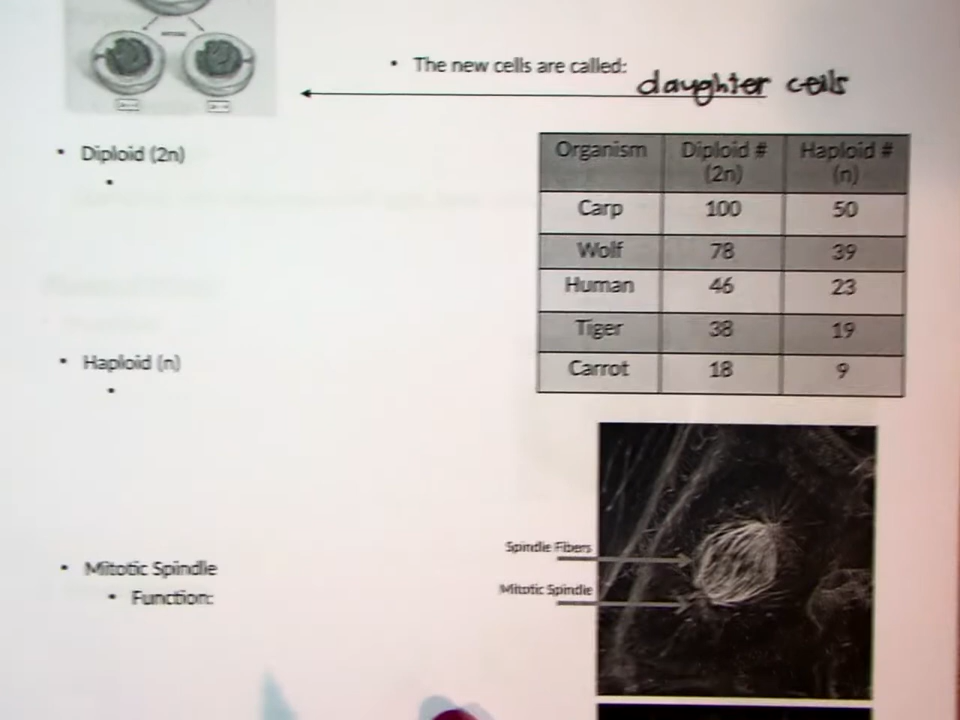 • The new cells are called: daughter cells
• Diploid (2n)
Organism Diploid # (2n) Haploid # (n)
Carp 100 50
Wolf 78 39
Human 46 23
Tiger 38 19
Carrot 18 9
• Haploid (n)
Spindle Fibers
Mitotic Spindle
• Mitotic Spindle
• Function: